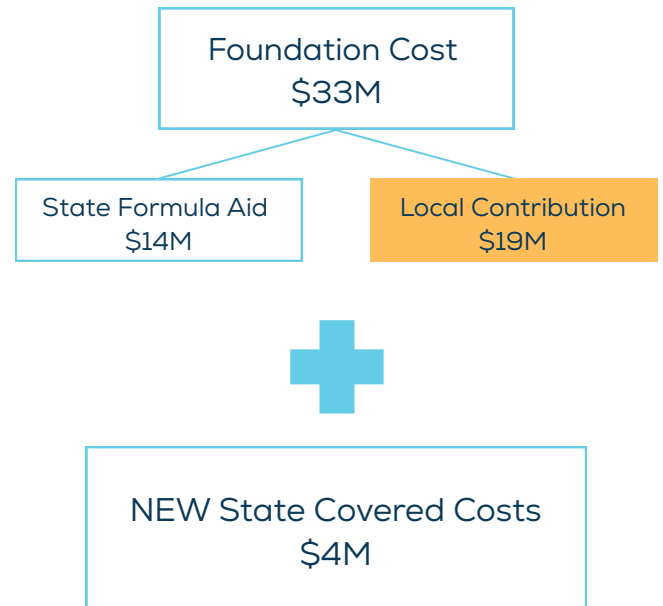 Foundation Cost
$33M
State Formula Aid
$14M
Local Contribution
$19M
NEW State Covered Costs
$4M